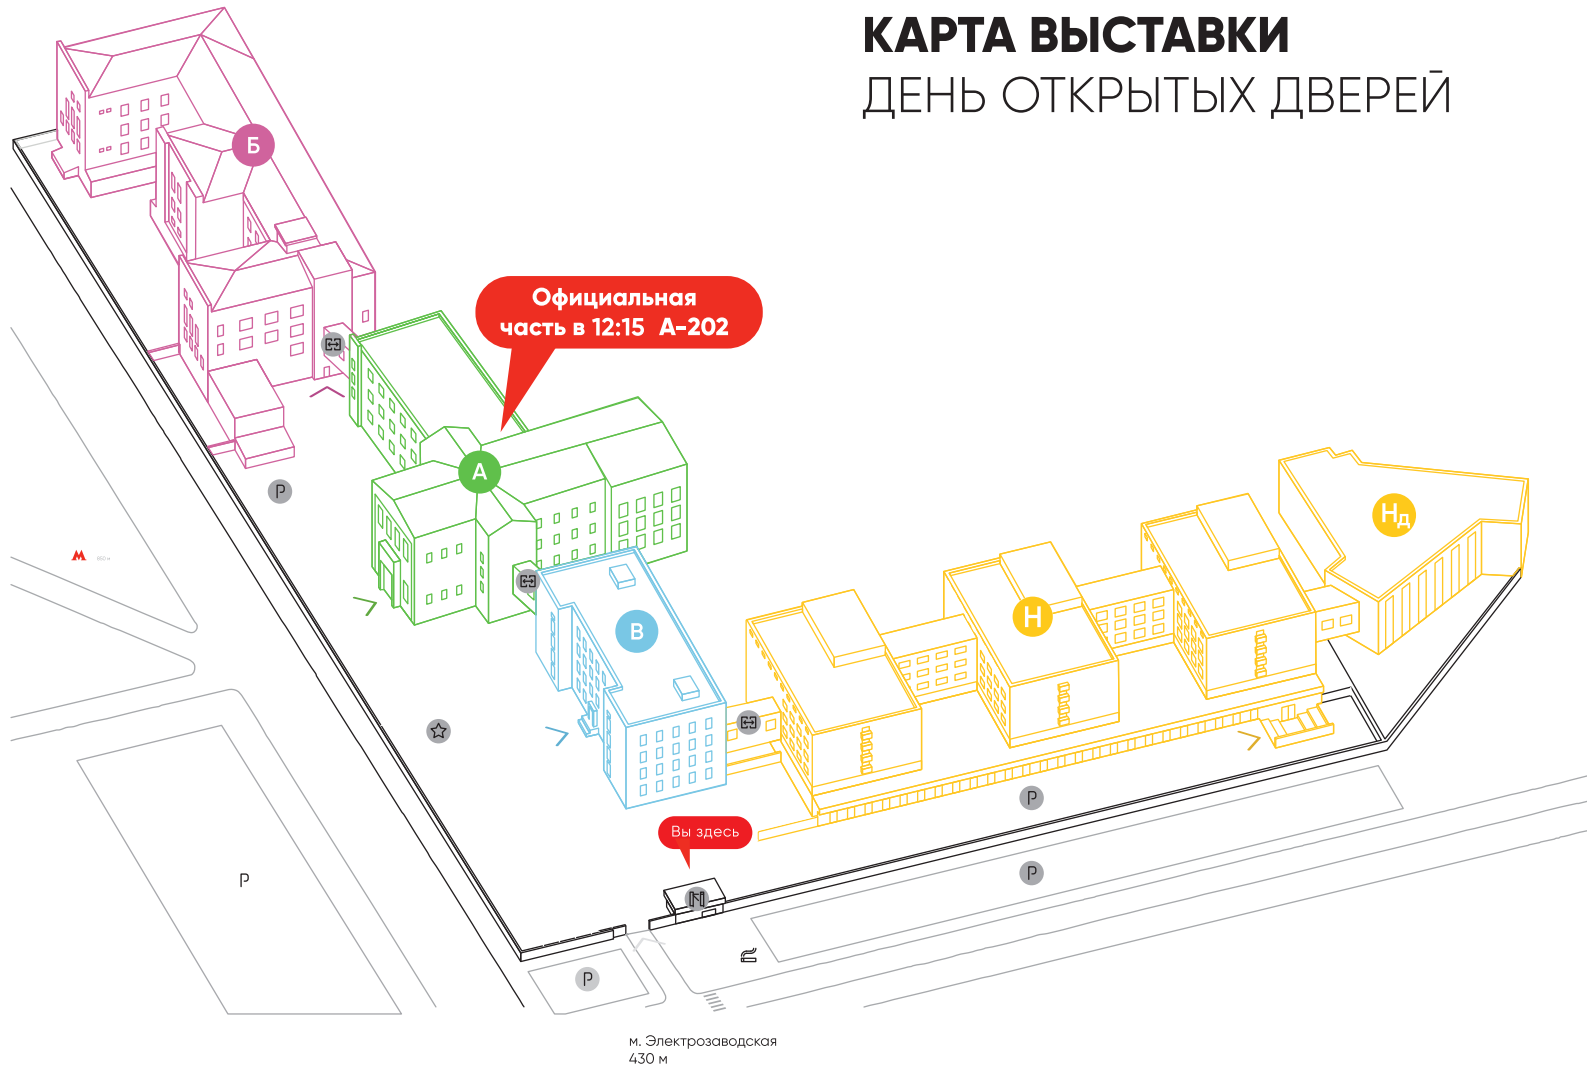 КАРТА ВЫСТАВКИ
ДЕНЬ ОТКРЫТЫХ ДВЕРЕЙ
Б
Официальная
часть в 12:15 А-202
А
Р
М
Нд
Н
В
Р
Вы здесь
Р
Р
Р
м. Электрозаводская
430 м